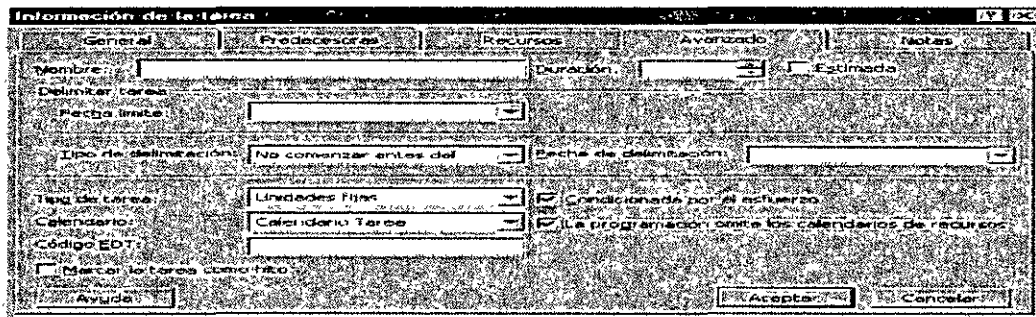 Información de la tarea
General Predecesoras Recursos Avanzado Notas
Nombre: Duración: Estimada
Delimitar tarea
Fecha límite:
Tipo de delimitación: No comenzar antes del Fecha de delimitación:
Tipo de tarea: Unidades fijas Condicionada por el esfuerzo
Calendario: Calendario Tarea La programación omite los calendarios de recursos
Código EDT:
Marcar la tarea como hito
Ayuda Aceptar Cancelar